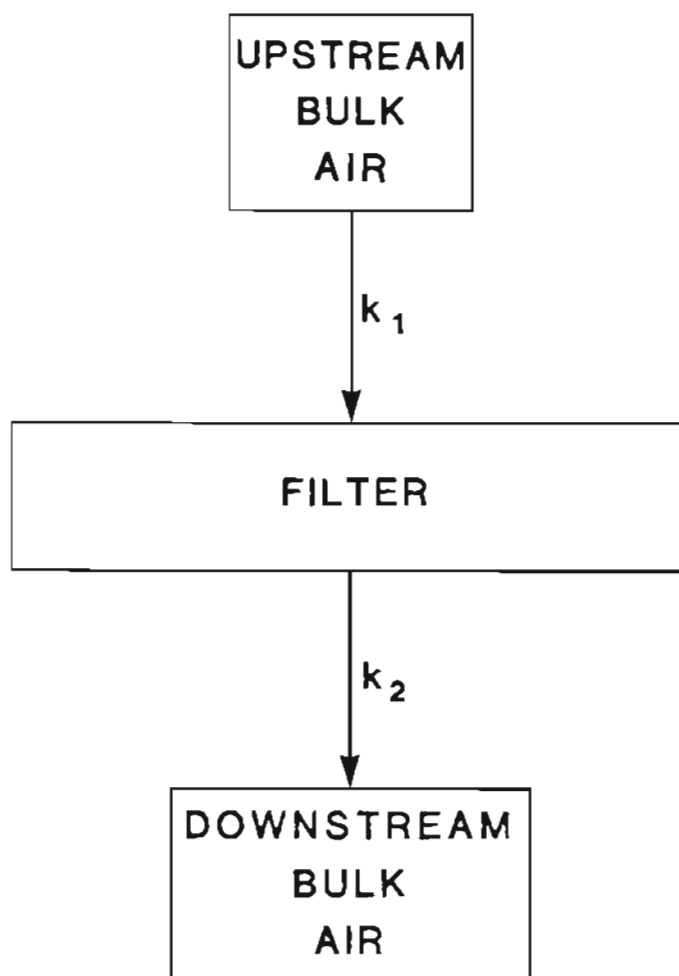 UPSTREAM
BULK
AIR
k₁
FILTER
k₂
DOWNSTREAM
BULK
AIR